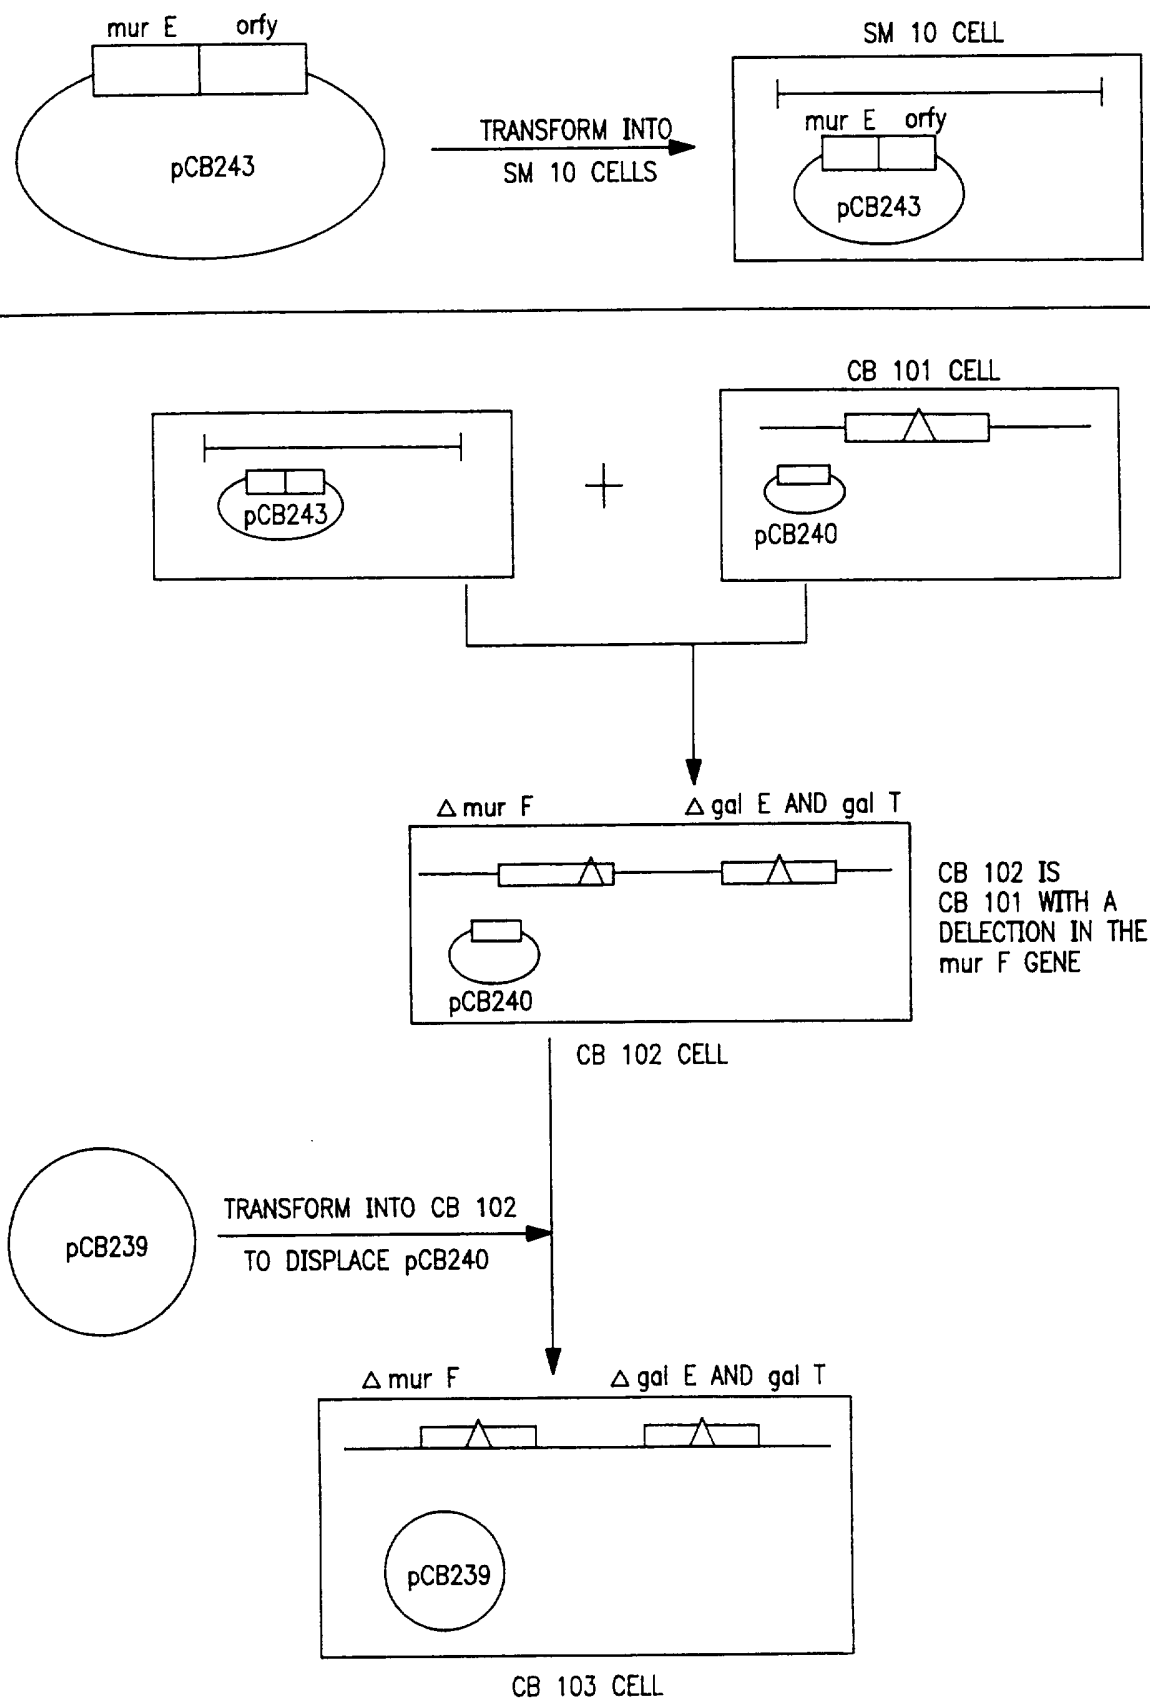 mur E orfy
pCB243
TRANSFORM INTO
SM 10 CELLS
SM 10 CELL
mur E orfy
pCB243
pCB243
CB 101 CELL
pCB240
Δ mur F
Δ gal E AND gal T
pCB240
CB 102 IS
CB 101 WITH A
DELECTION IN THE
mur F GENE
CB 102 CELL
pCB239
TRANSFORM INTO CB 102
TO DISPLACE pCB240
Δ mur F
Δ gal E AND gal T
pCB239
CB 103 CELL